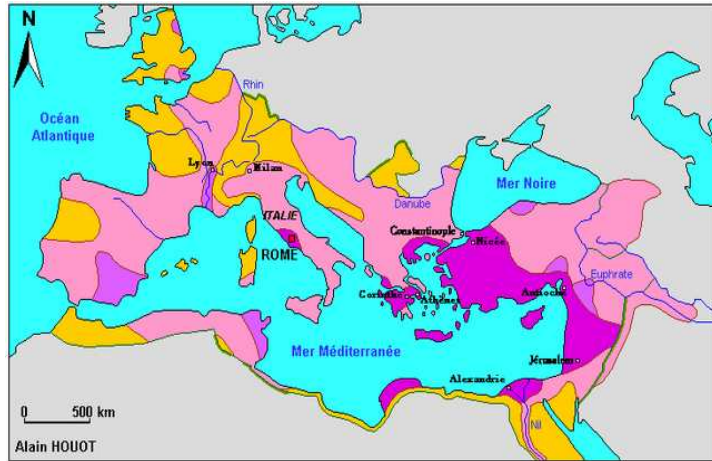 N
Océan
Atlantique
Rhin
Lyon
Milan
Mer Noire
Danube
ITALIE
Constantinople
Nicée
ROME
Euphrate
Antioche
Corinthe
Athènes
Mer Méditerranée
Jérusalem
Alexandrie
0 500 km
Nil
Alain HOUOT